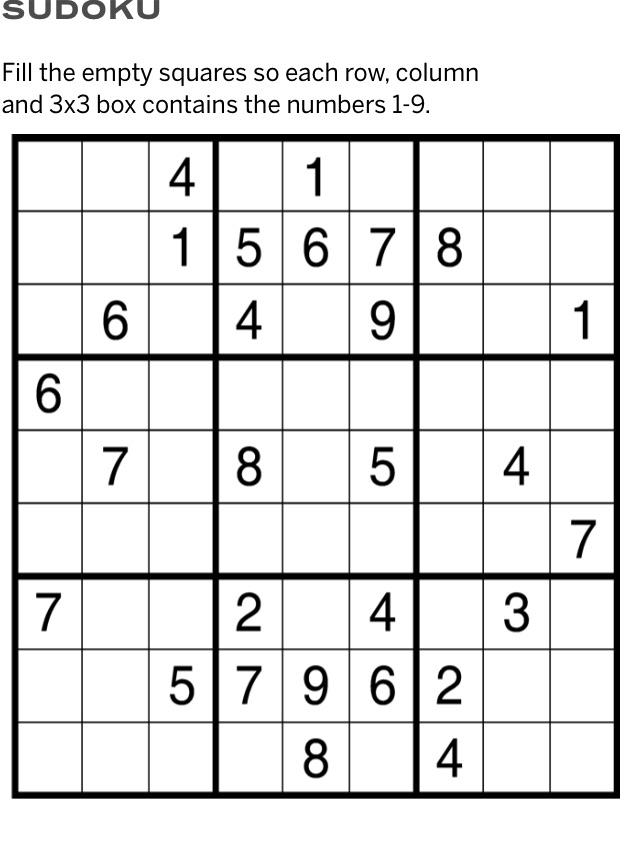 SUDOKU
Fill the empty squares so each row, column
and 3x3 box contains the numbers 1-9.
4 1
1 5 6 7 8
6 4 9 1
6
7 8 5 4
7
7 2 4 3
5 7 9 6 2
8 4